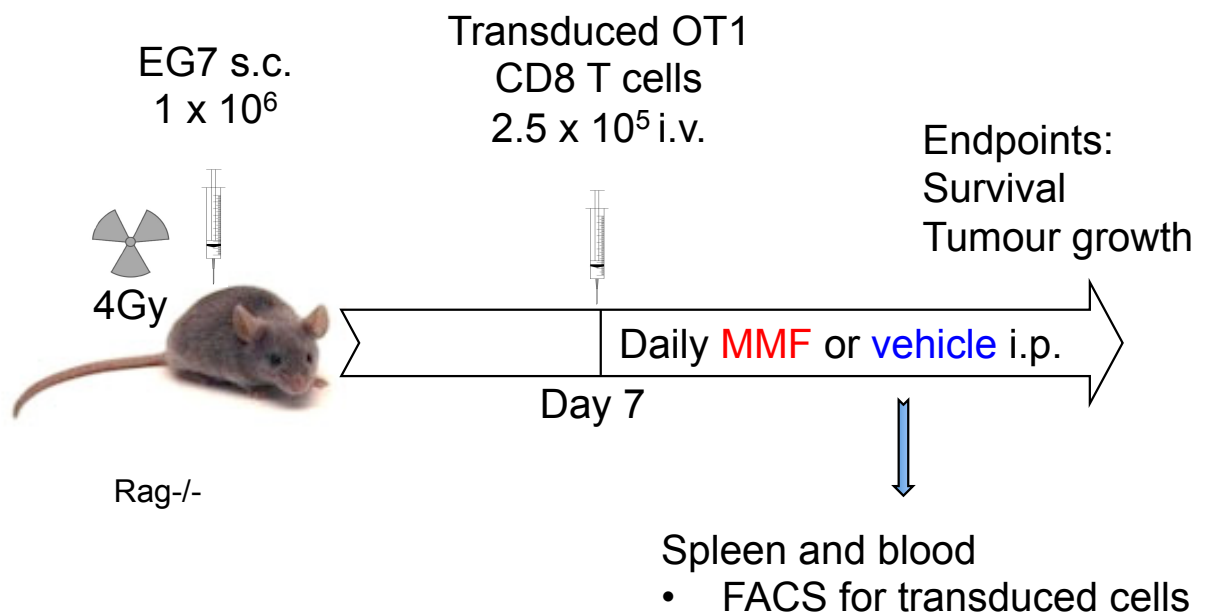 EG7 s.c.
1 x 10⁶
Transduced OT1
CD8 T cells
2.5 x 10⁵ i.v.
Endpoints:
Survival
Tumour growth
4Gy
Daily MMF or vehicle i.p.
Day 7
Rag-/-
Spleen and blood
• FACS for transduced cells